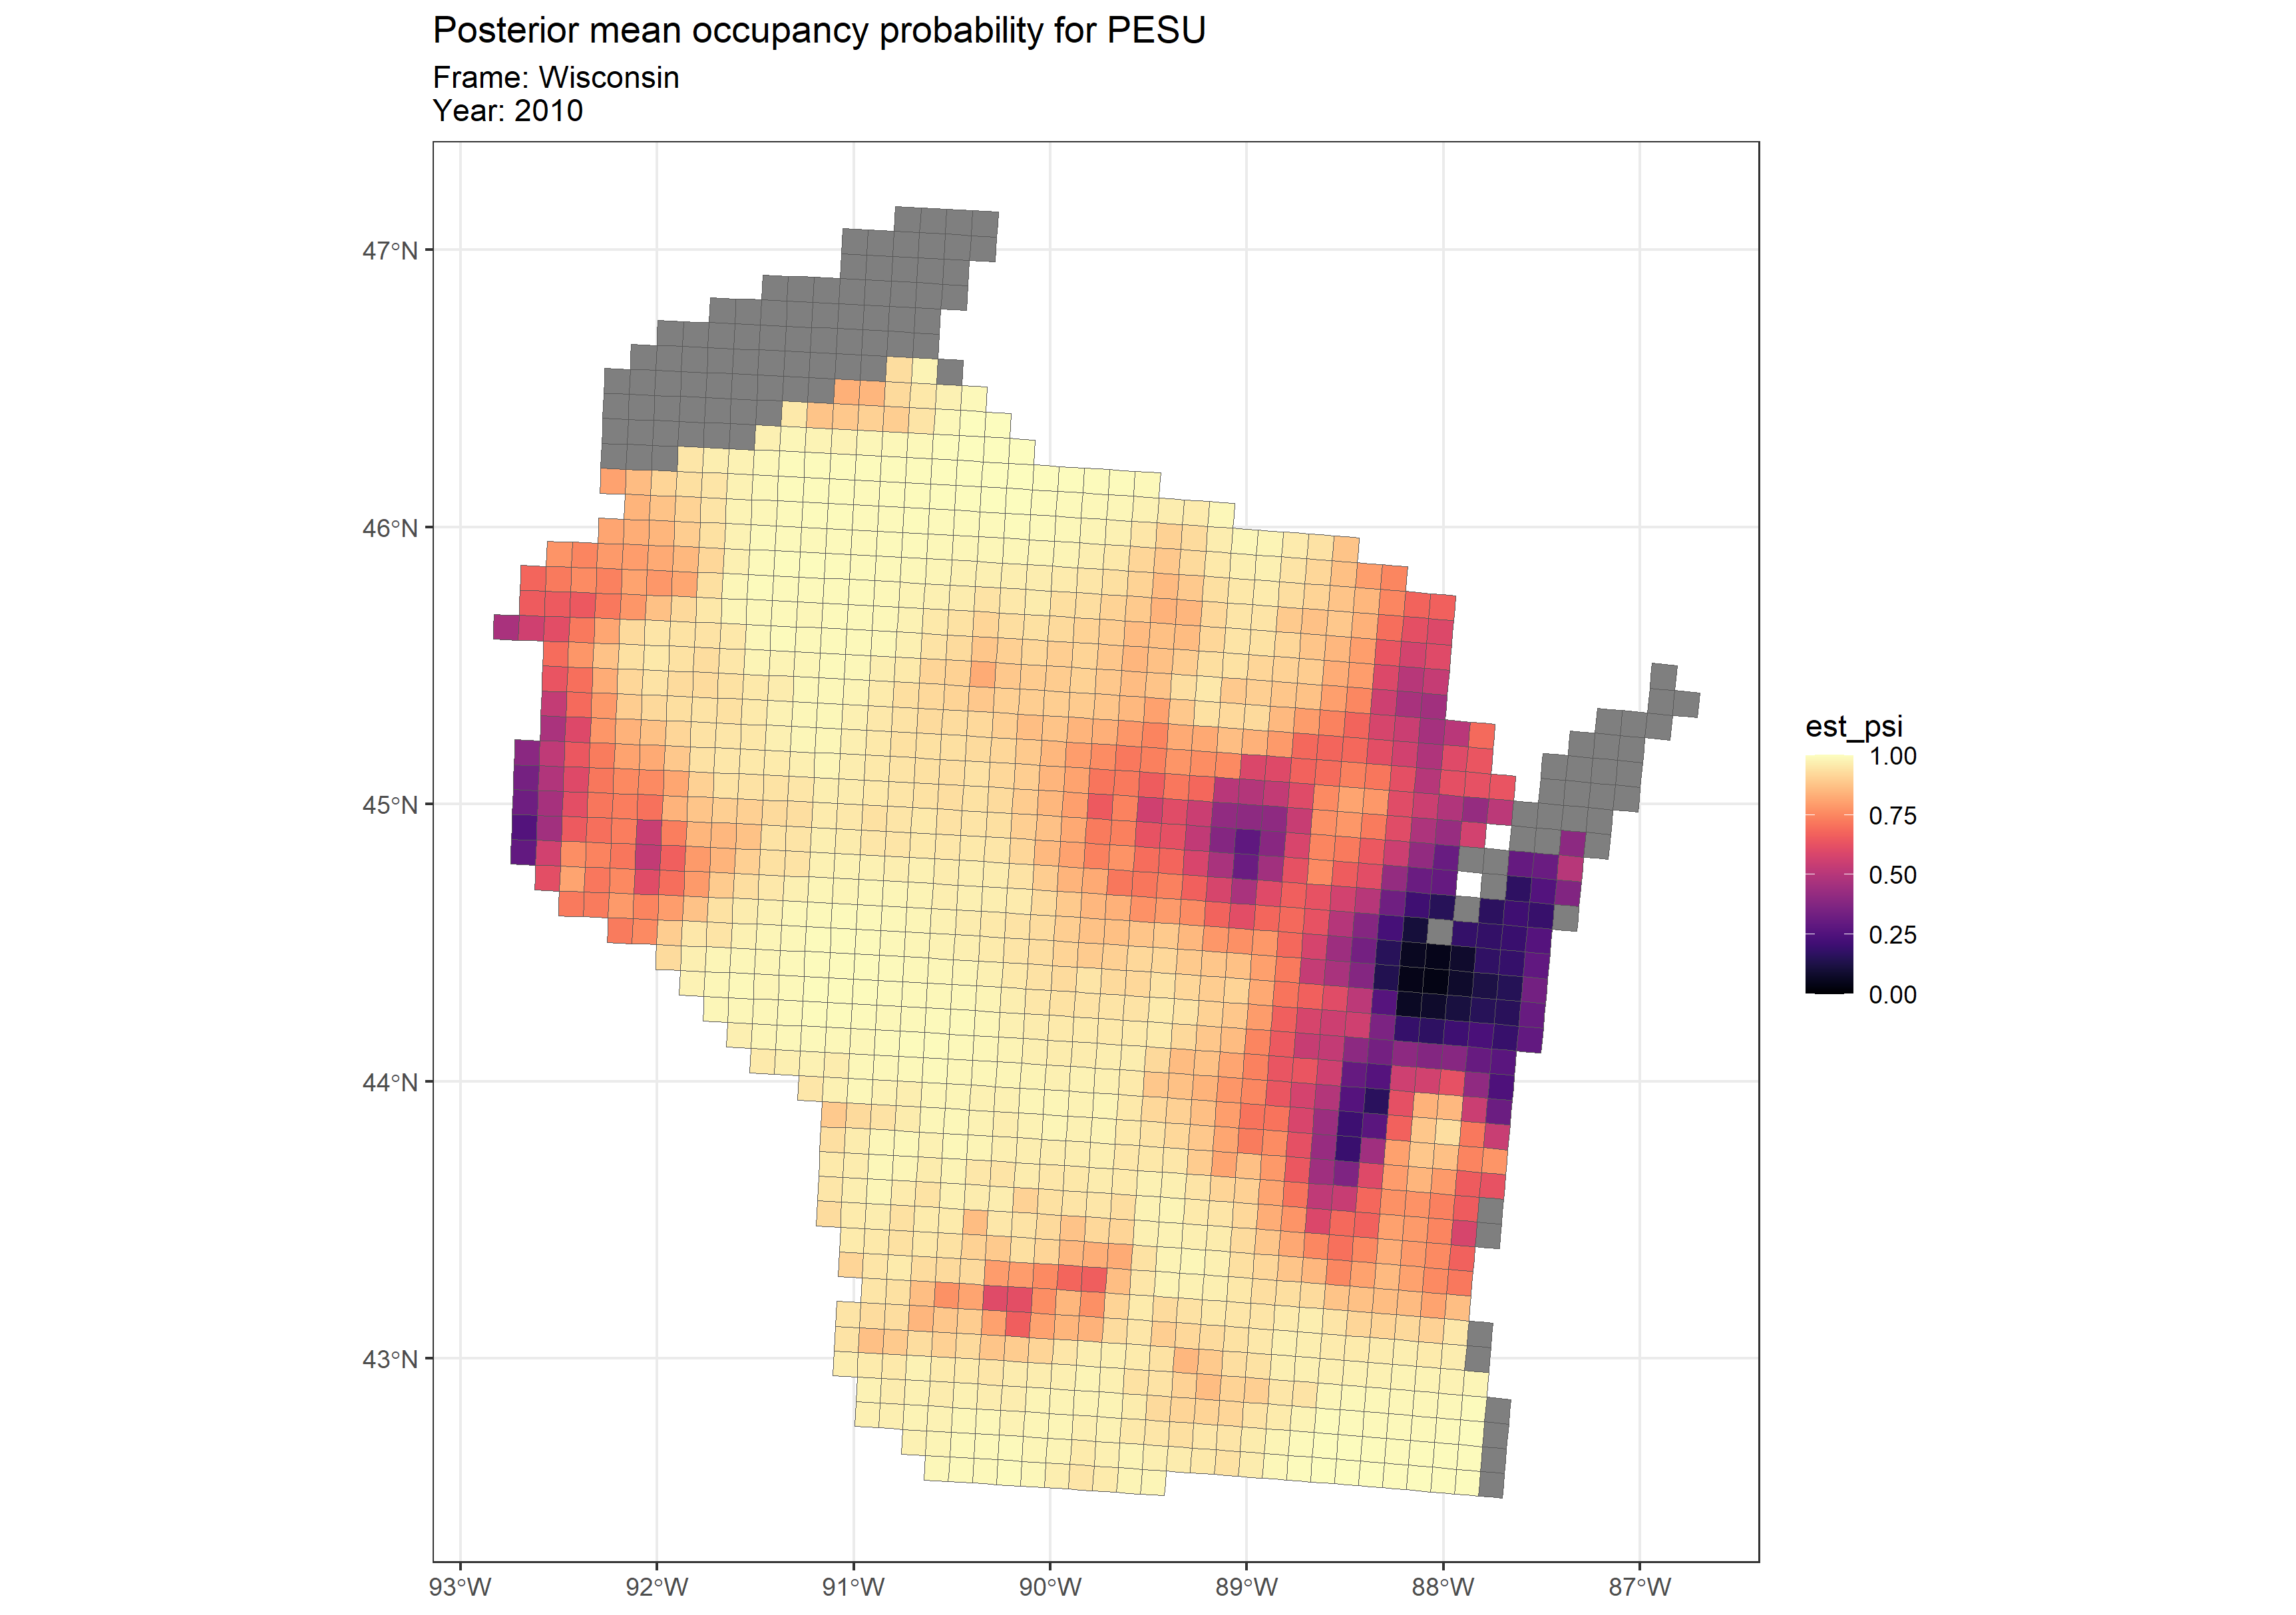 Posterior mean occupancy probability for PESU
Frame: Wisconsin
Year: 2010
47°N
46°N
45°N
44°N
43°N
93°W
92°W
91°W
90°W
89°W
88°W
87°W
est_psi
1.00
0.75
0.50
0.25
0.00